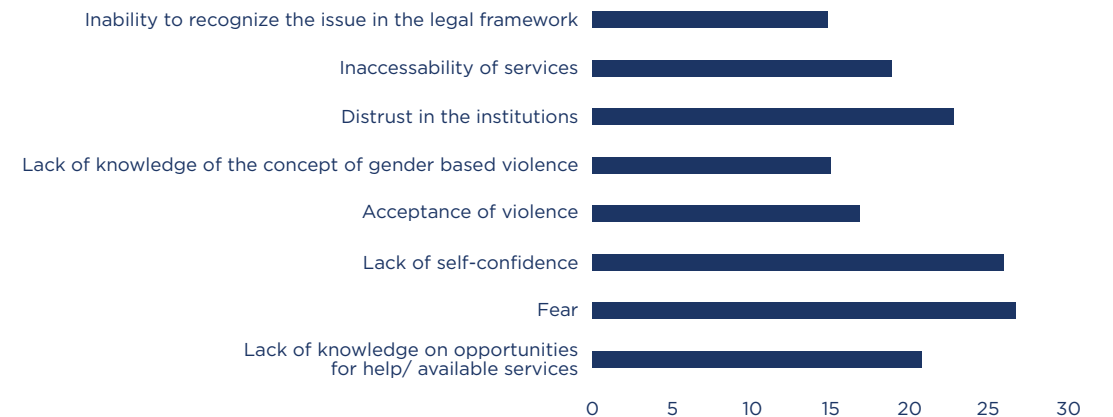 Inability to recognize the issue in the legal framework
Inaccessability of services
Distrust in the institutions
Lack of knowledge of the concept of gender based violence
Acceptance of violence
Lack of self-confidence
Fear
Lack of knowledge on opportunities
for help/ available services
0 5 10 15 20 25 30